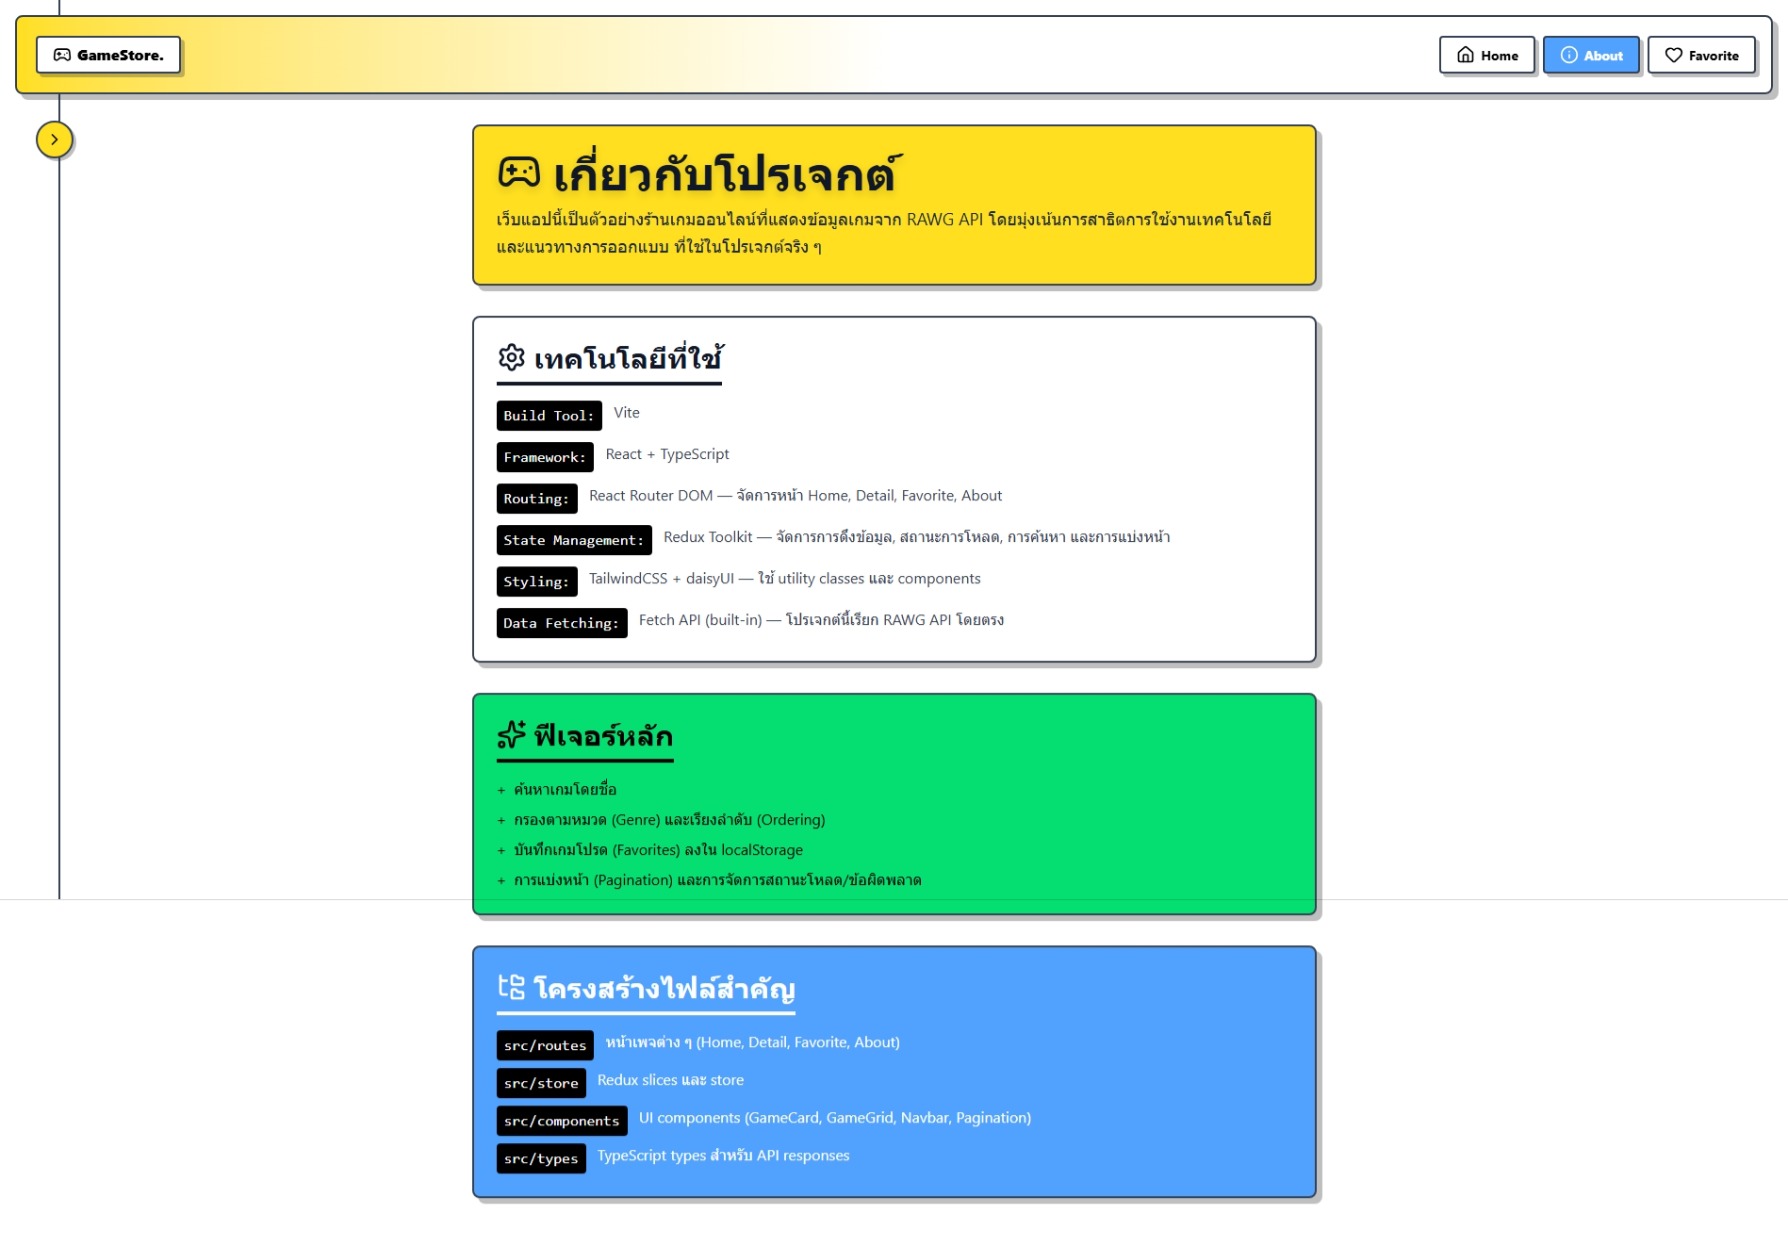 GameStore.
Home
About
Favorite
เกี่ยวกับโปรเจกต์
เว็บแอปนี้เป็นตัวอย่างร้านเกมออนไลน์ที่แสดงข้อมูลเกมจาก RAWG API โดยมุ่งเน้นการสาธิตการใช้งานเทคโนโลยี
และแนวทางการออกแบบ ที่ใช้ในโปรเจกต์จริง ๆ
เทคโนโลยีที่ใช้
Build Tool: Vite
Framework: React + TypeScript
Routing: React Router DOM — จัดการหน้า Home, Detail, Favorite, About
State Management: Redux Toolkit — จัดการการดึงข้อมูล, สถานะการโหลด, การค้นหา และการแบ่งหน้า
Styling: TailwindCSS + daisyUI — ใช้ utility classes และ components
Data Fetching: Fetch API (built-in) — โปรเจกต์นี้เรียก RAWG API โดยตรง
ฟีเจอร์หลัก
+ ค้นหาเกมโดยชื่อ
+ กรองตามหมวด (Genre) และเรียงลำดับ (Ordering)
+ บันทึกเกมโปรด (Favorites) ลงใน localStorage
+ การแบ่งหน้า (Pagination) และการจัดการสถานะโหลด/ข้อผิดพลาด
โครงสร้างไฟล์สำคัญ
src/routes หน้าเพจต่าง ๆ (Home, Detail, Favorite, About)
src/store Redux slices และ store
src/components UI components (GameCard, GameGrid, Navbar, Pagination)
src/types TypeScript types สำหรับ API responses